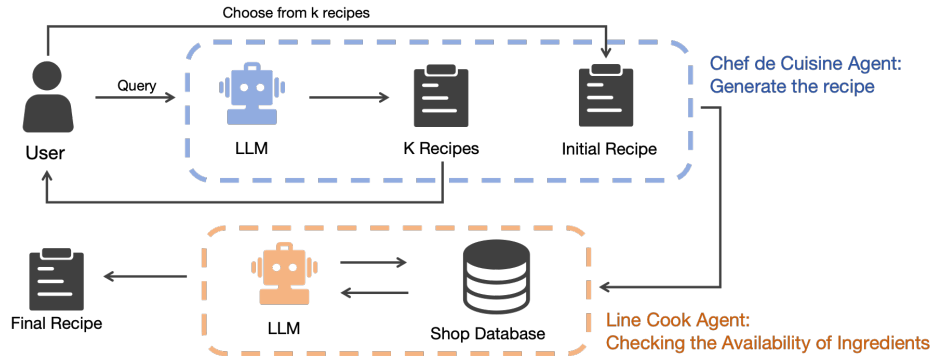 Choose from k recipes
Chef de Cuisine Agent:
Generate the recipe
Query
User
LLM
K Recipes
Initial Recipe
Final Recipe
LLM
Shop Database
Line Cook Agent:
Checking the Availability of Ingredients